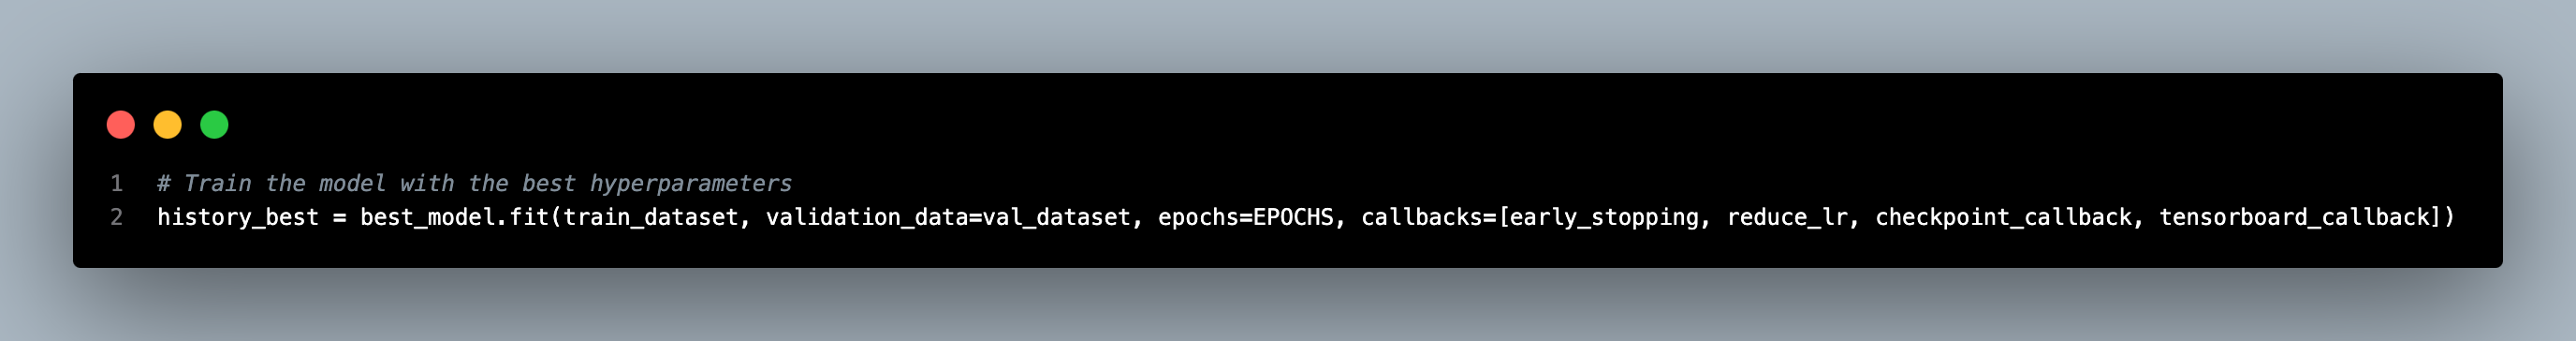 1 # Train the model with the best hyperparameters
2 history_best = best_model.fit(train_dataset, validation_data=val_dataset, epochs=EPOCHS, callbacks=[early_stopping, reduce_lr, checkpoint_callback, tensorboard_callback])